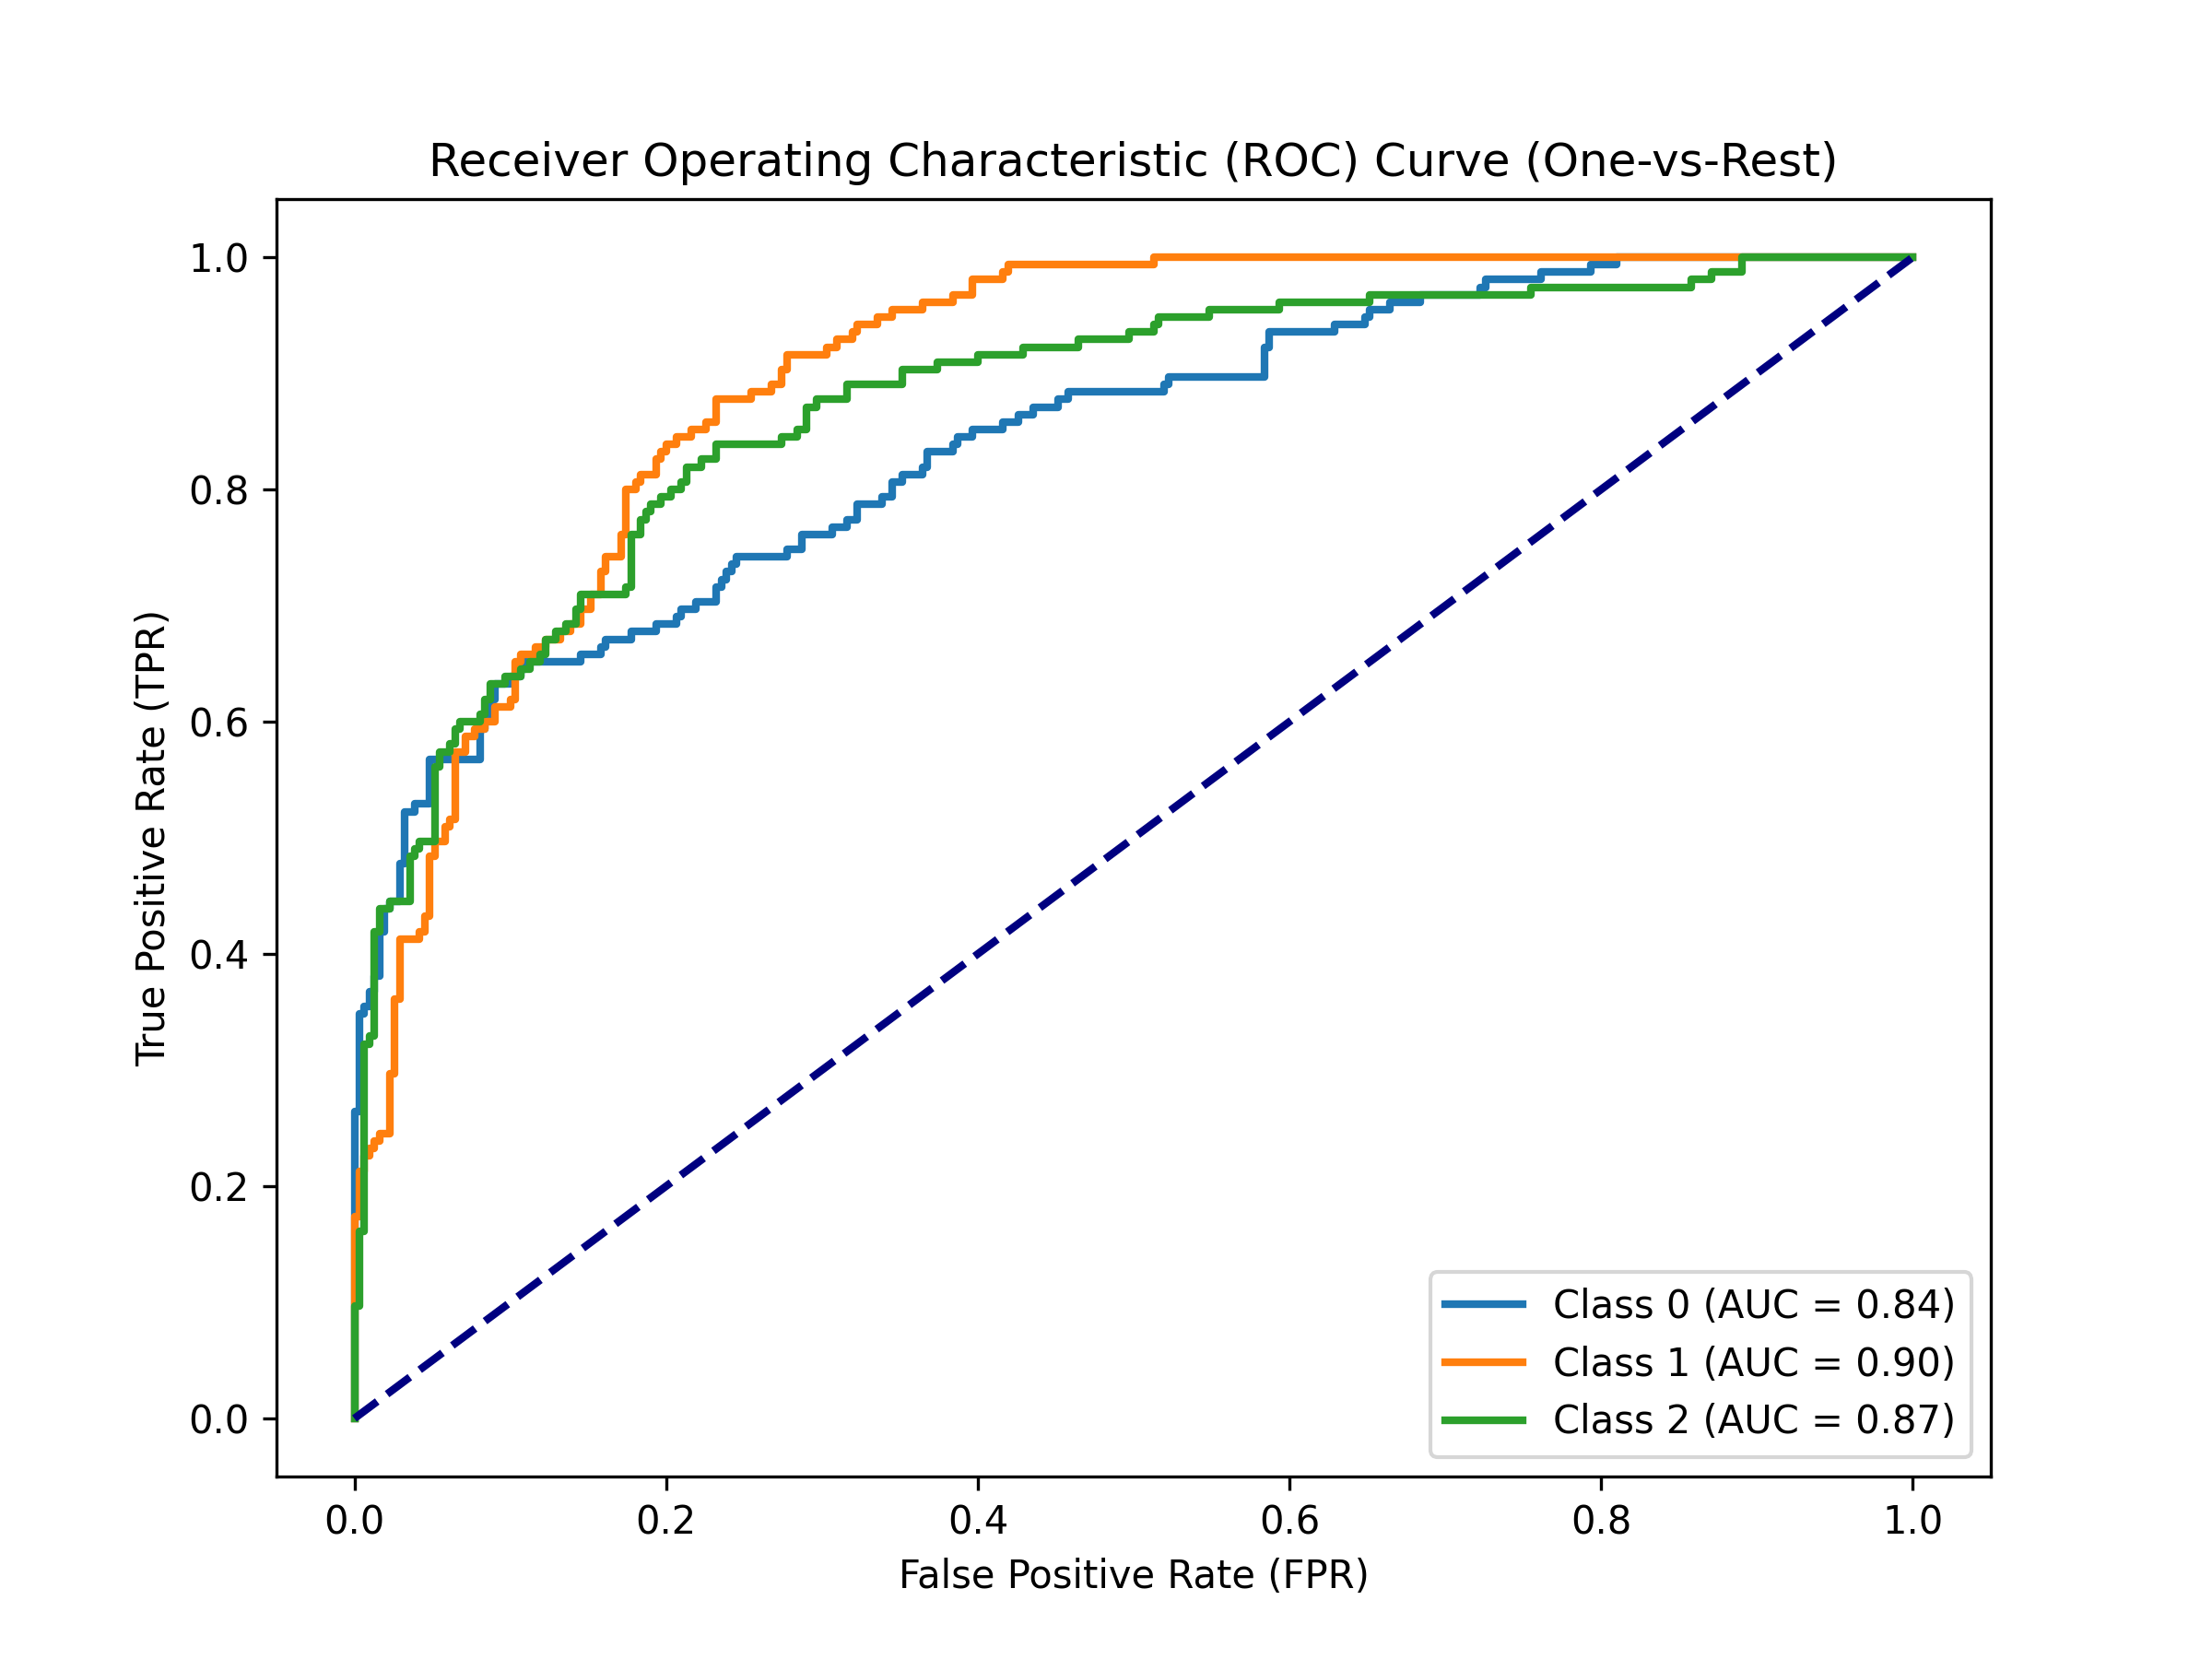 Receiver Operating Characteristic (ROC) Curve (One-vs-Rest)
1.0
0.8
0.6
0.4
0.2
0.0
True Positive Rate (TPR)
0.0 0.2 0.4 0.6 0.8 1.0
False Positive Rate (FPR)
Class 0 (AUC = 0.84)
Class 1 (AUC = 0.90)
Class 2 (AUC = 0.87)